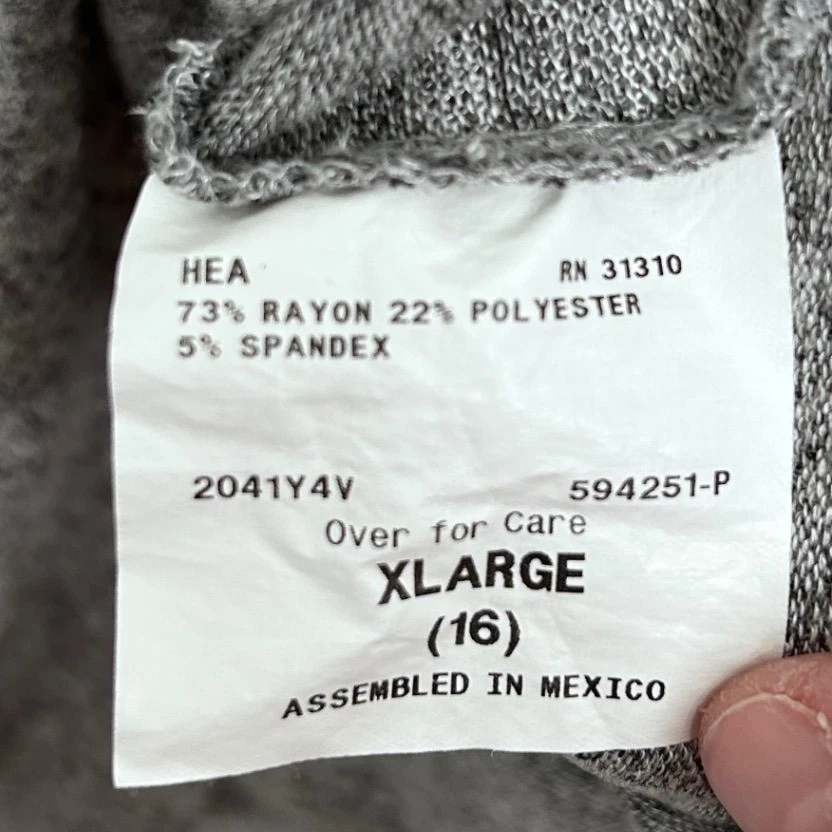 HEA RN 31310
73% RAYON 22% POLYESTER
5% SPANDEX
2041Y4V 594251-P
Over for Care
XLARGE
(16)
ASSEMBLED IN MEXICO